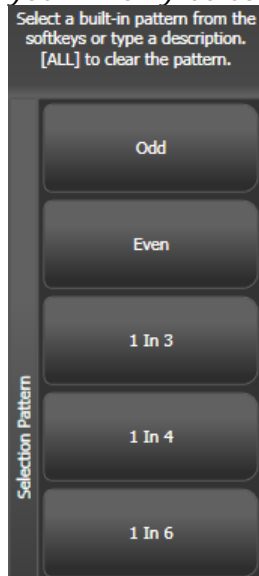 Select a built-in pattern from the
softkeys or type a description.
[ALL] to clear the pattern.
Odd
Even
1 In 3
Selection Pattern
1 In 4
1 In 6